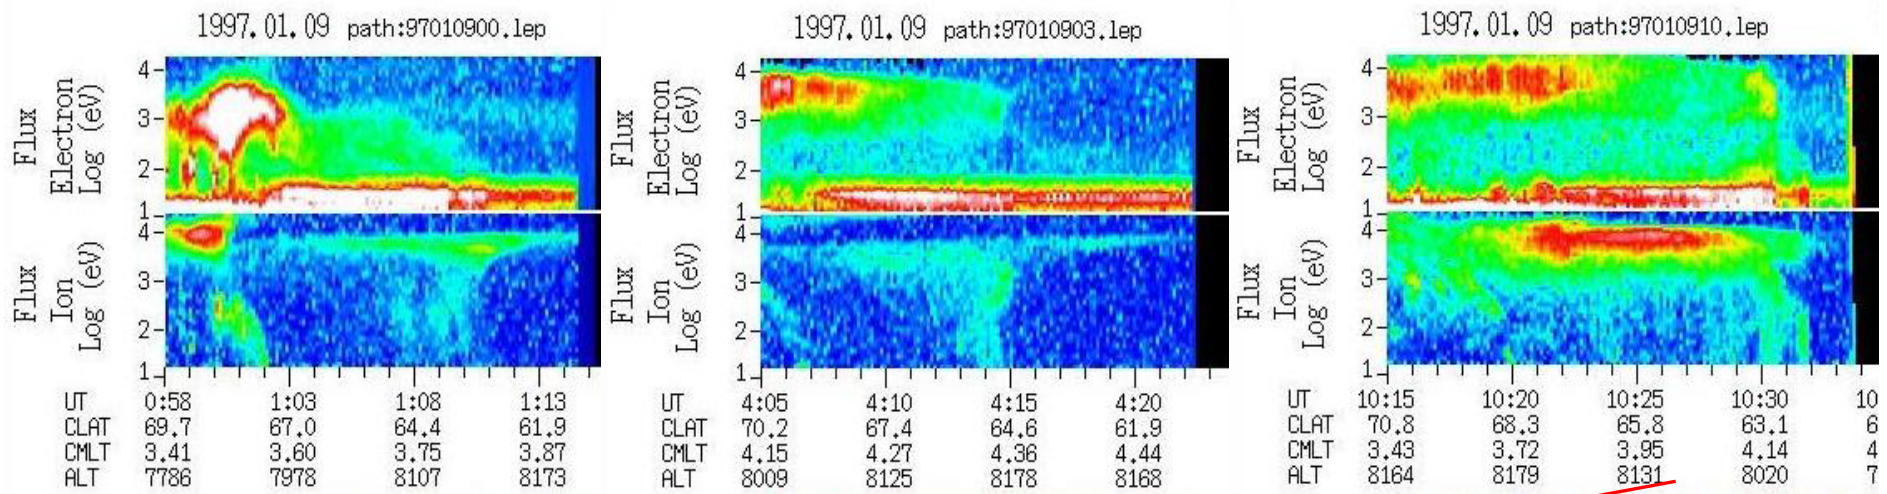 1997.01.09 path:97010900.lep
Flux
Electron
Log (eV)
4
3
2
1
Flux
Ion
Log (eV)
4
3
2
1
UT 0:58 1:03 1:08 1:13
CLAT 69.7 67.0 64.4 61.9
CMLT 3.41 3.60 3.75 3.87
ALT 7786 7978 8107 8173
1997.01.09 path:97010903.lep
Flux
Electron
Log (eV)
4
3
2
1
Flux
Ion
Log (eV)
4
3
2
1
UT 4:05 4:10 4:15 4:20
CLAT 70.2 67.4 64.6 61.9
CMLT 4.15 4.27 4.36 4.44
ALT 8009 8125 8178 8168
1997.01.09 path:97010910.lep
Flux
Electron
Log (eV)
4
3
2
1
Flux
Ion
Log (eV)
4
3
2
1
UT 10:15 10:20 10:25 10:30 10
CLAT 70.8 68.3 65.8 63.1 6
CMLT 3.43 3.72 3.95 4.14 4
ALT 8164 8179 8131 8020 7